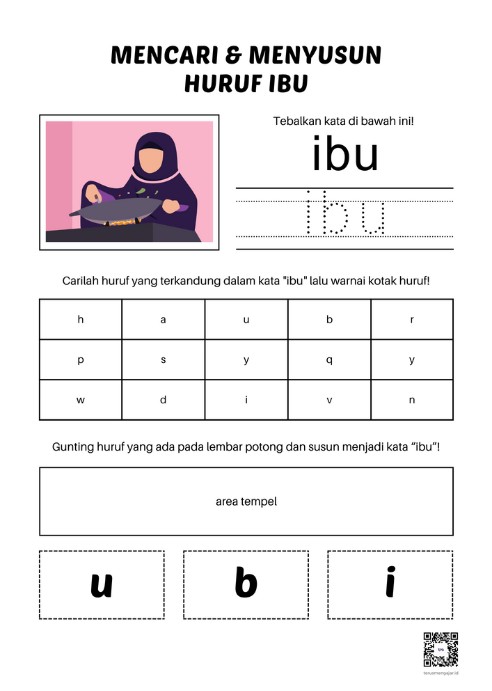 MENCARI & MENYUSUN
HURUF IBU
Tebalkan kata di bawah ini!
ibu
ibu
Carilah huruf yang terkandung dalam kata "ibu" lalu warnai kotak huruf!
h a u b r
p s y q y
w d i v n
Gunting huruf yang ada pada lembar potong dan susun menjadi kata “ibu”!
area tempel
u b i